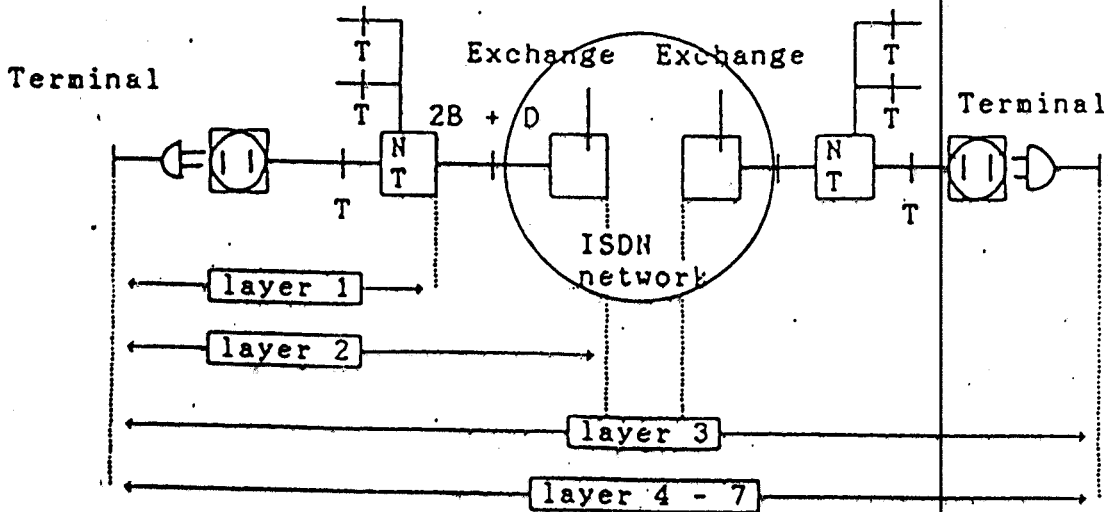 T
T
Exchange Exchange
T
T
Terminal
Terminal
2B + D
N
T
N
T
T
T
ISDN
network
layer 1
layer 2
layer 3
layer 4 - 7